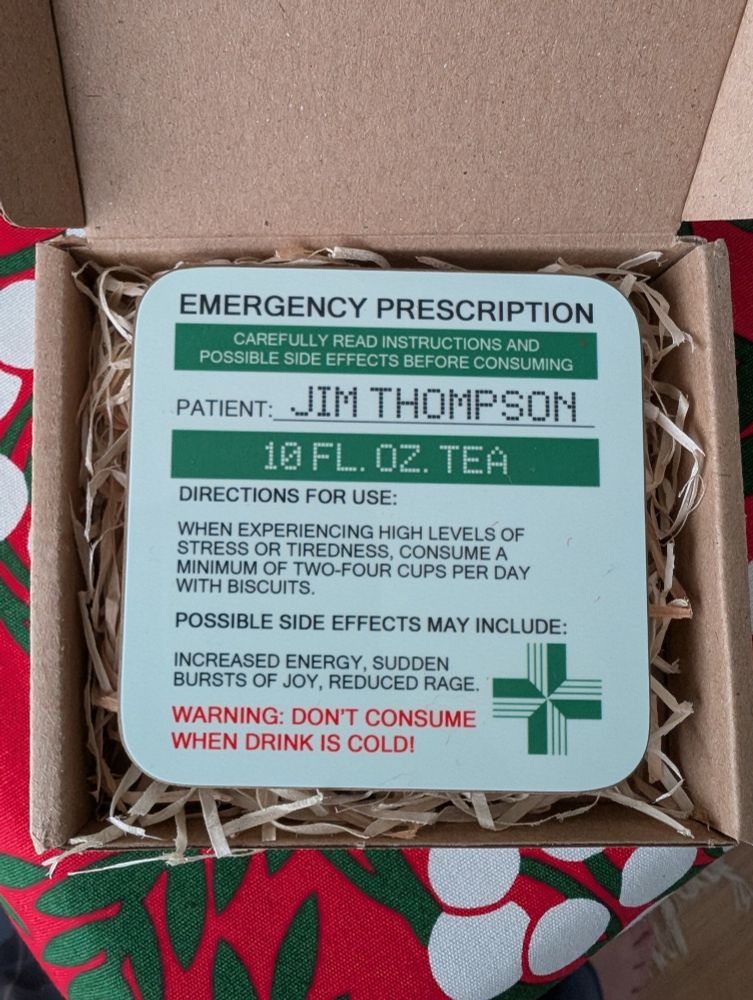 EMERGENCY PRESCRIPTION
CAREFULLY READ INSTRUCTIONS AND
POSSIBLE SIDE EFFECTS BEFORE CONSUMING
PATIENT: JIM THOMPSON
10 FL. OZ. TEA
DIRECTIONS FOR USE:
WHEN EXPERIENCING HIGH LEVELS OF
STRESS OR TIREDNESS, CONSUME A
MINIMUM OF TWO-FOUR CUPS PER DAY
WITH BISCUITS.
POSSIBLE SIDE EFFECTS MAY INCLUDE:
INCREASED ENERGY, SUDDEN
BURSTS OF JOY, REDUCED RAGE.
WARNING: DON'T CONSUME
WHEN DRINK IS COLD!